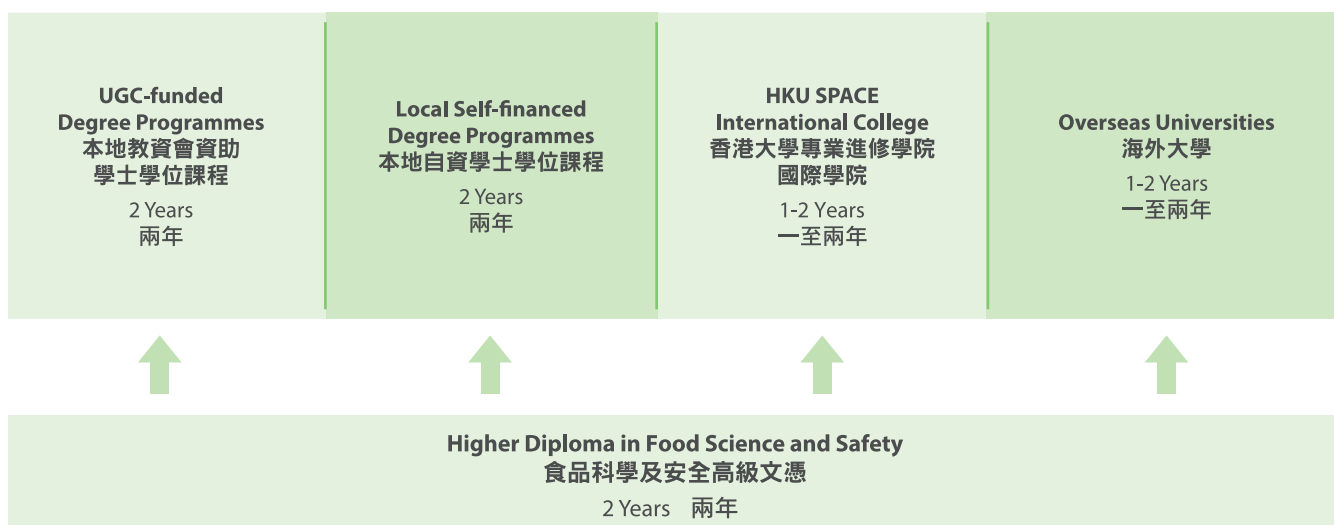 UGC-funded
Degree Programmes
本地教資會資助
學士學位課程
2 Years
兩年
Local Self-financed
Degree Programmes
本地自資學士學位課程
2 Years
兩年
HKU SPACE
International College
香港大學專業進修學院
國際學院
1-2 Years
一至兩年
Overseas Universities
海外大學
1-2 Years
一至兩年
Higher Diploma in Food Science and Safety
食品科學及安全高級文憑
2 Years 兩年